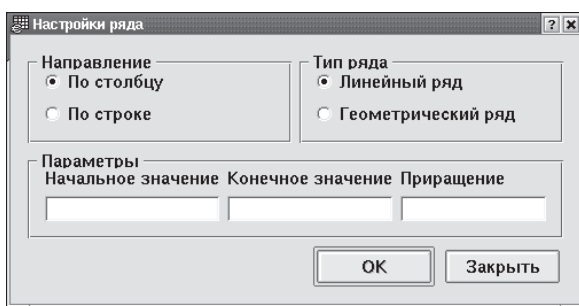 Настройки ряда
Направление
По столбцу
По строке
Тип ряда
Линейный ряд
Геометрический ряд
Параметры
Начальное значение Конечное значение Приращение
OK Закрыть